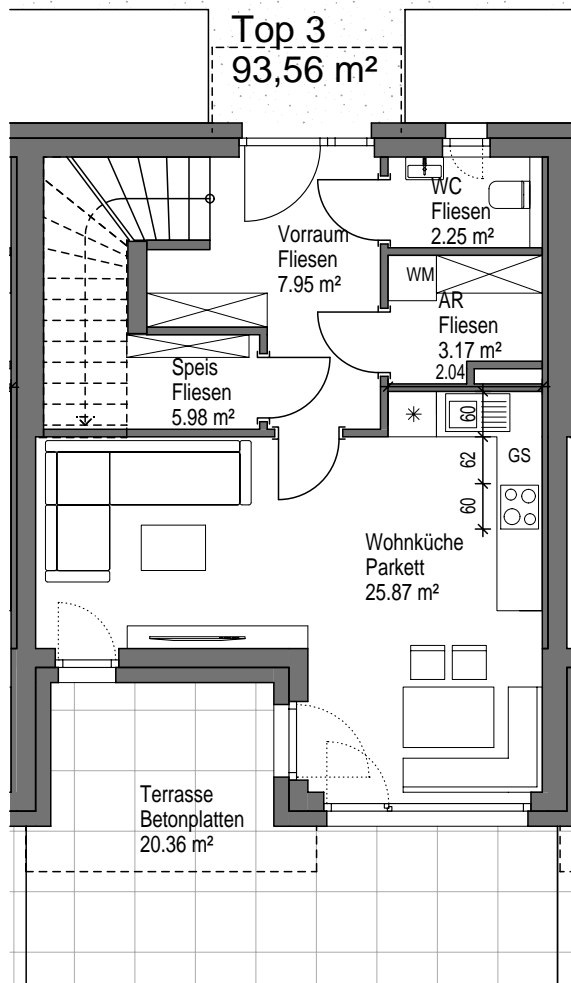 Top 3
93,56 m²
WC
Fliesen
2.25 m²
Vorraum
Fliesen
7.95 m²
WM
AR
Fliesen
3.17 m²
2.04
Speis
Fliesen
5.98 m²
60
62
GS
60
Wohnküche
Parkett
25.87 m²
Terrasse
Betonplatten
20.36 m²